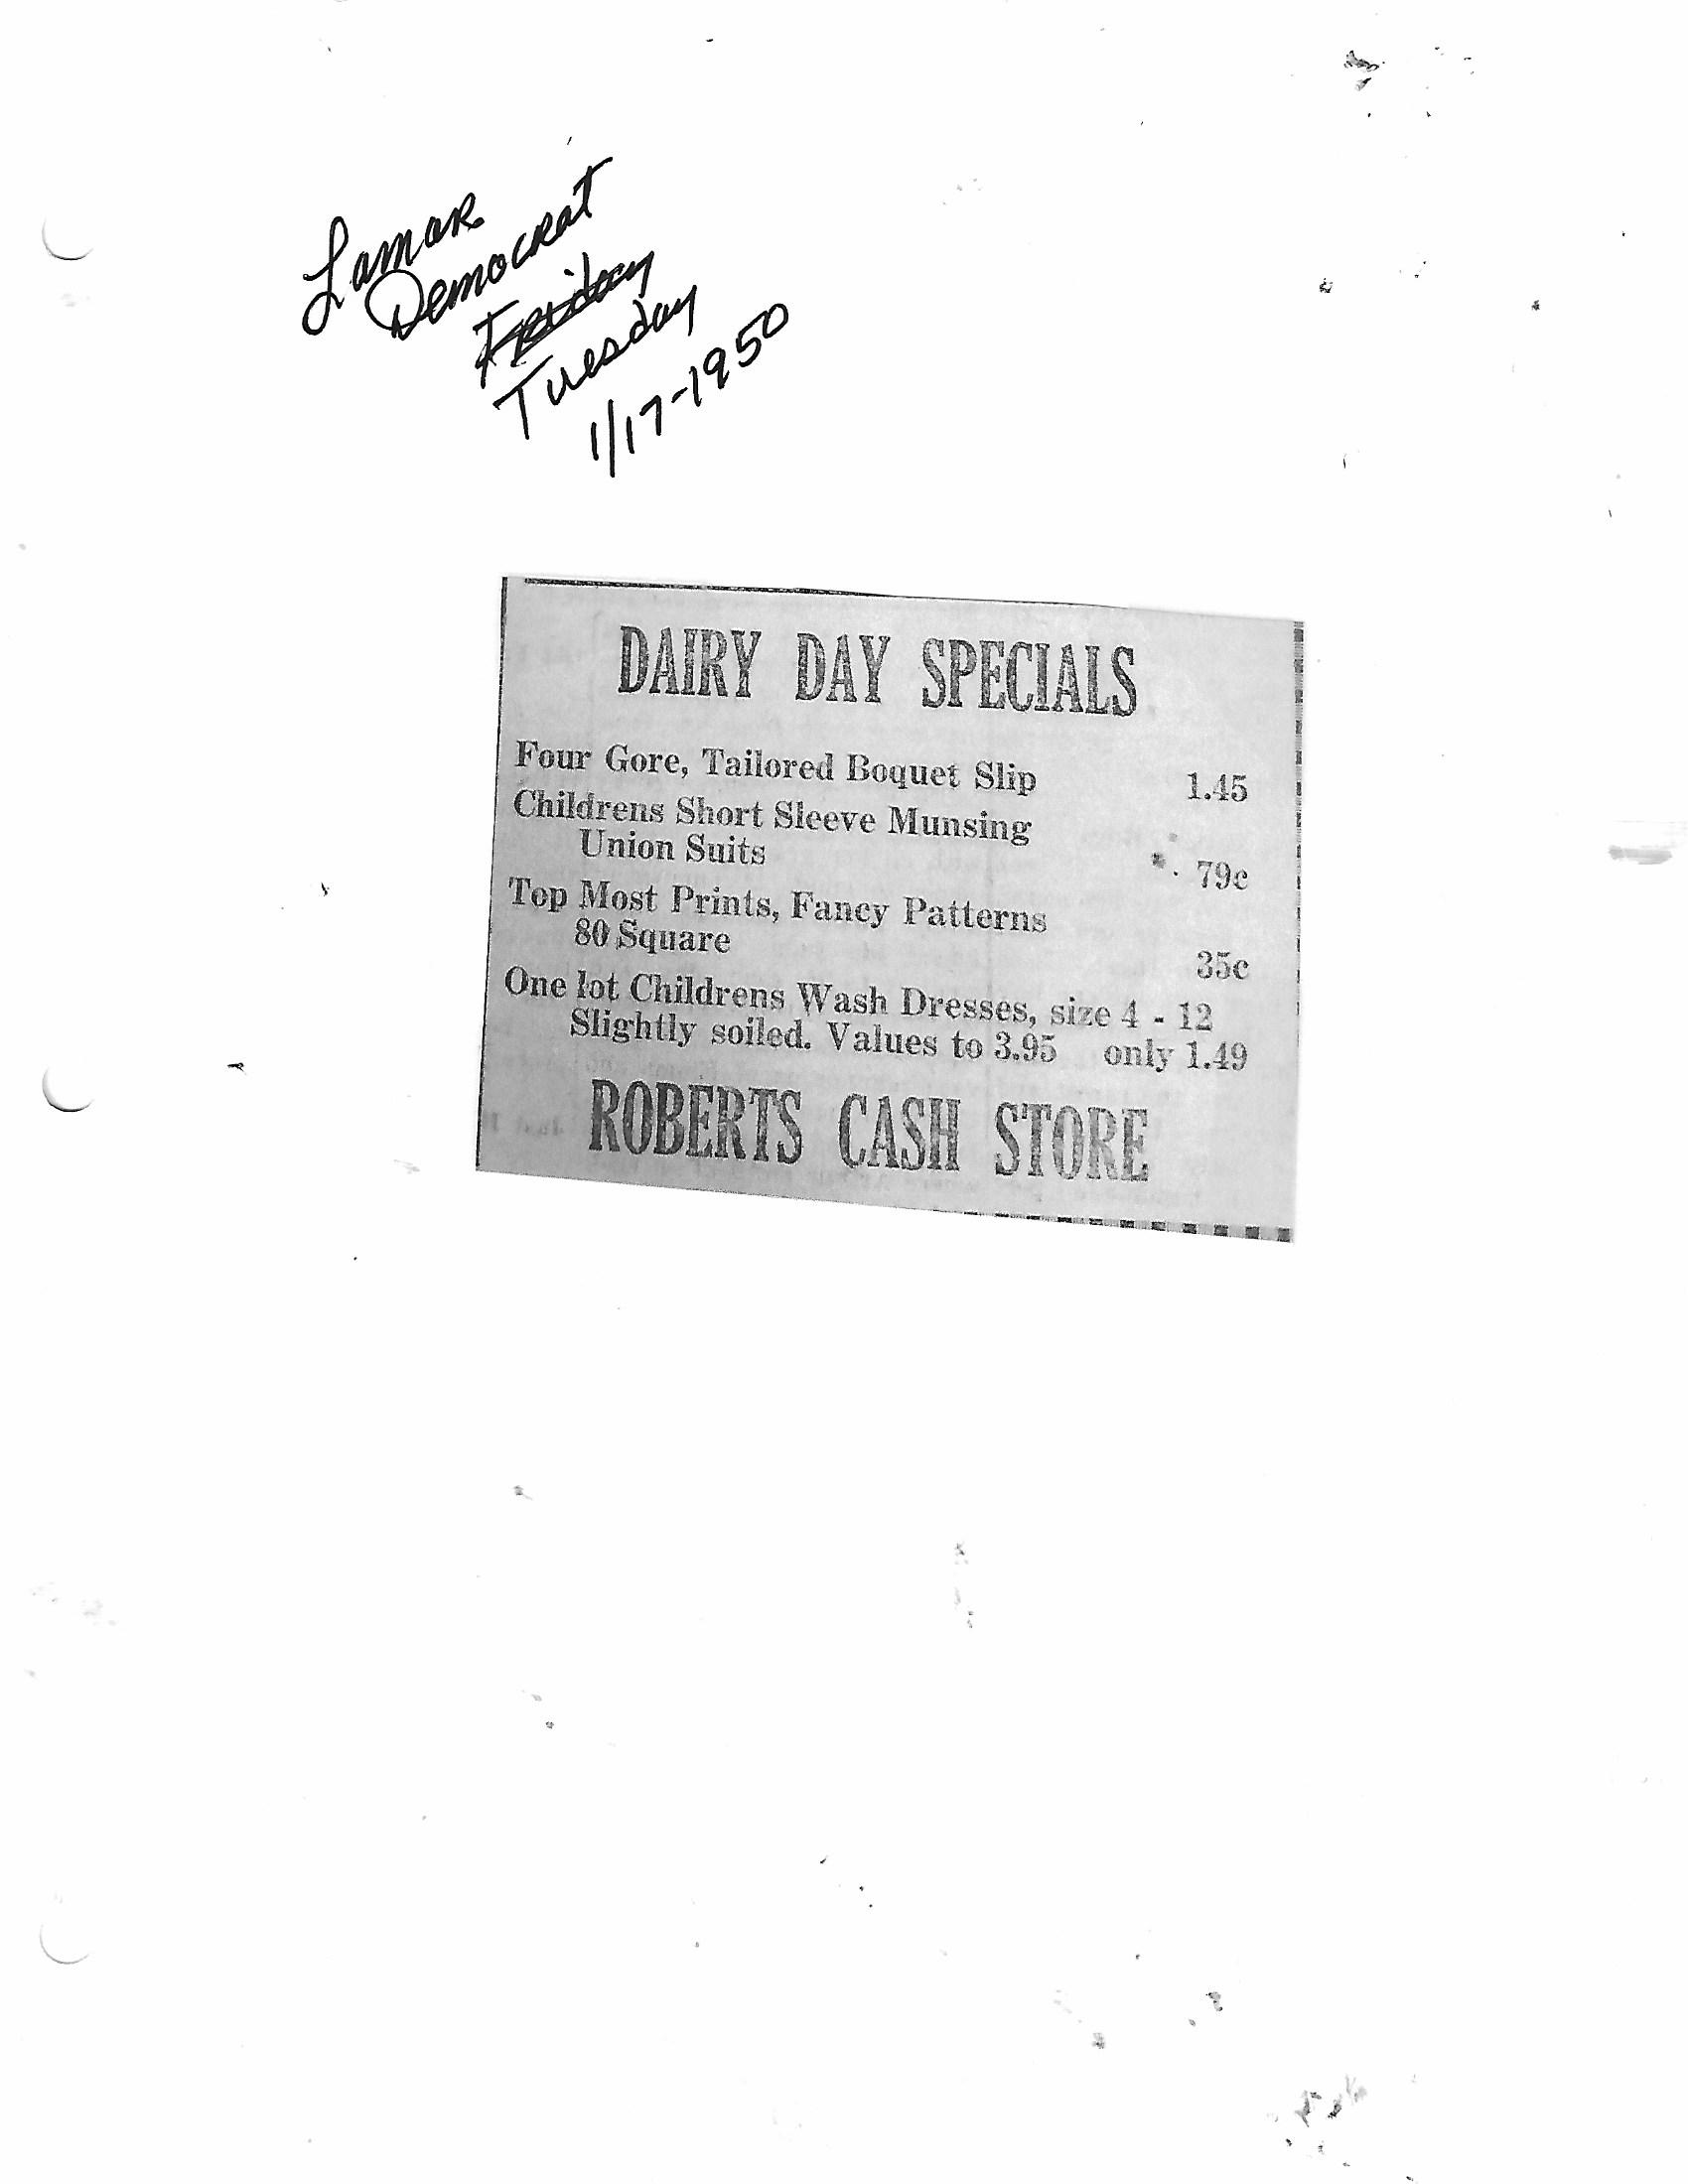 Lamar
Democrat
Friday
Tuesday
1/17-1950
DAIRY DAY SPECIALS
Four Gore, Tailored Boquet Slip 1.45
Childrens Short Sleeve Munsing
Union Suits 79c
Top Most Prints, Fancy Patterns
80 Square 35c
One lot Childrens Wash Dresses, size 4 - 12
Slightly soiled. Values to 3.95 only 1.49
ROBERTS CASH STORE